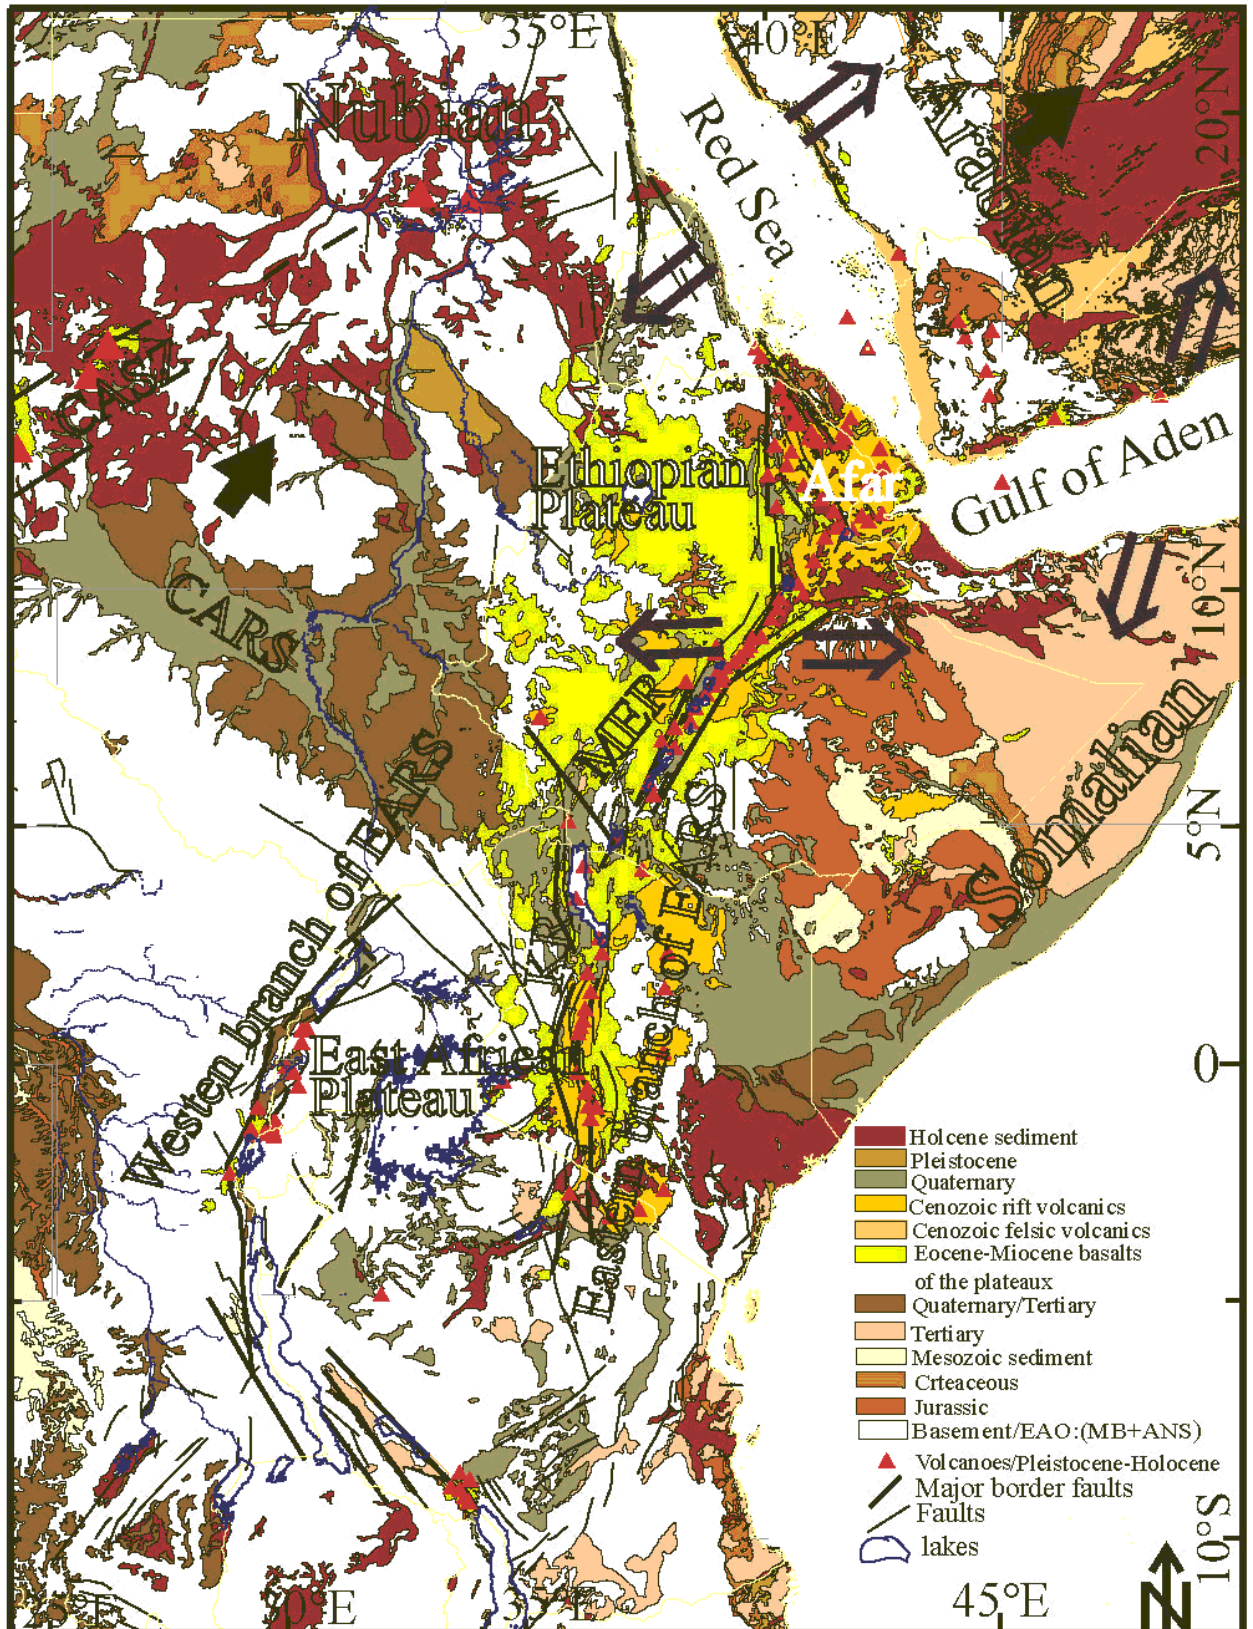 35°E
40°E
Nubian
Red Sea
Arabian
20°N
CASZ
Ethiopian
Plateau
Afar
Gulf of Aden
CARS
10°N
MER
Somalian
5°N
Westen branch of EARS
Eastern branch of EARS
East African
Plateau
0
Holcene sediment
Pleistocene
Quaternary
Cenozoic rift volcanics
Cenozoic felsic volcanics
Eocene-Miocene basalts
of the plateaux
Quaternary/Tertiary
Tertiary
Mesozoic sediment
Crteaceous
Jurassic
Basement/EAO:(MB+ANS)
Volcanoes/Pleistocene-Holocene
Major border faults
Faults
lakes
10°S
35°E
45°E
N